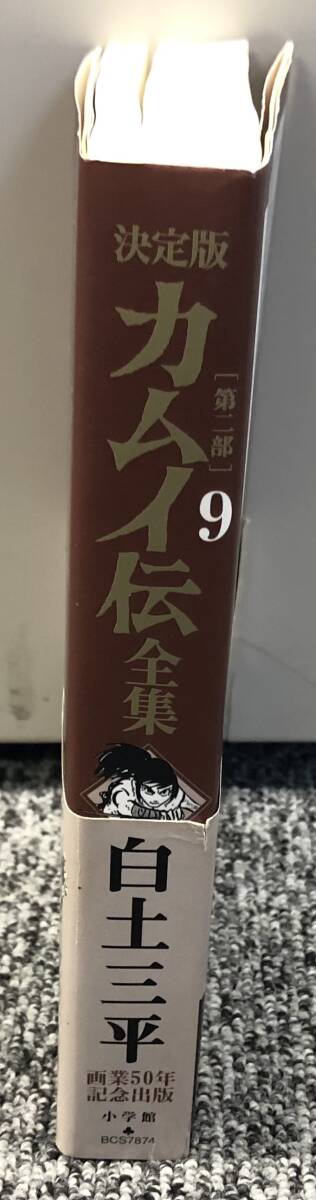 決定版
カムイ伝
[第二部]
9
全集
白土三平
画業50年
記念出版
小学館
BCS7874